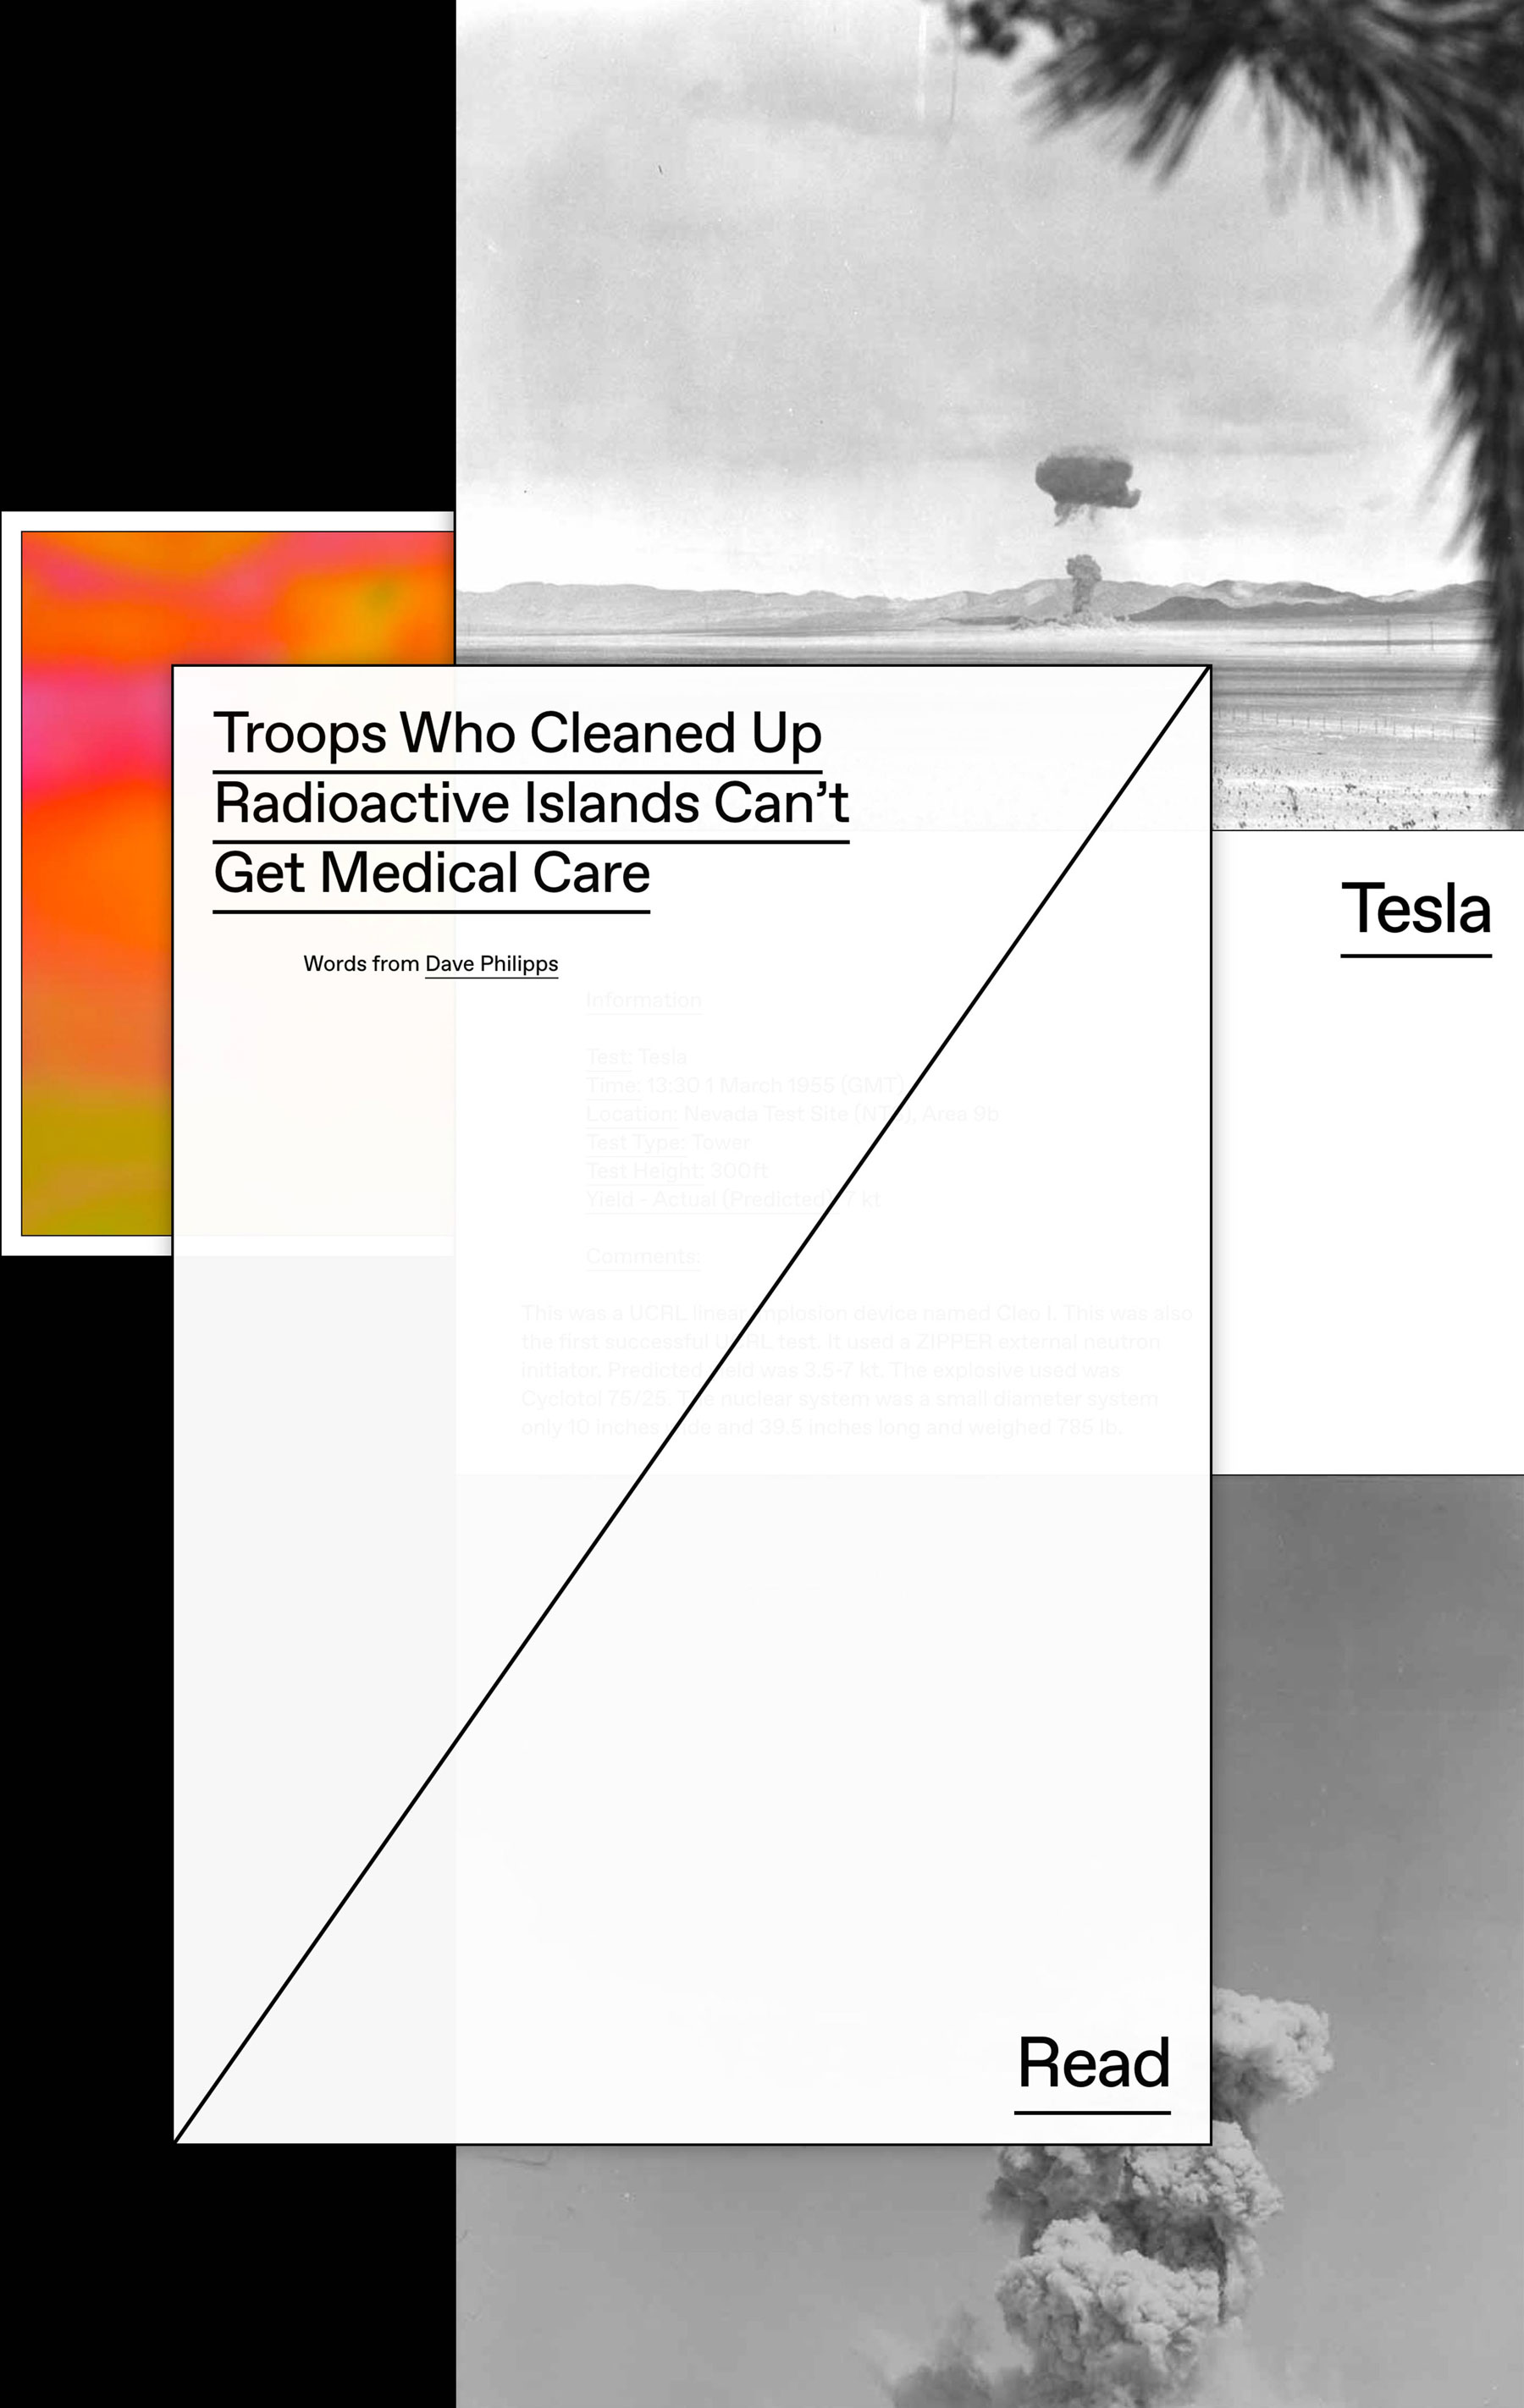 Troops Who Cleaned Up
Radioactive Islands Can’t
Get Medical Care
Words from Dave Philipps
Tesla
Information
Test: Tesla
Time: 13:30 1 March 1955 (GMT)
Location: Nevada Test Site (NTS), Area 9b
Test Type: Tower
Test Height: 300ft
Yield - Actual (Predicted): 7 kt
Comments:
This was a UCRL linear implosion device named Cleo I. This was also
the first successful UCRL test. It used a ZIPPER external neutron
initiator. Predicted yield was 3.5-7 kt. The explosive used was
Cyclotol 75/25. The nuclear system was a small diameter system
only 10 inches wide and 39.5 inches long and weighed 785 lb.
Read